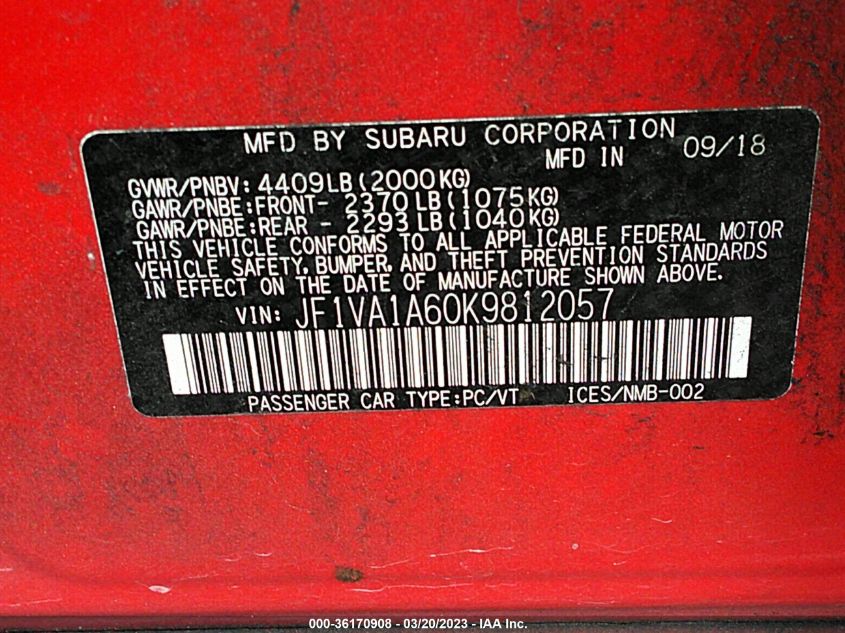 MFD BY SUBARU CORPORATION
MFD IN 09/18
GVWR/PNBV: 4409LB(2000KG)
GAWR/PNBE:FRONT- 2370LB(1075KG)
GAWR/PNBE:REAR - 2293LB(1040KG)
THIS VEHICLE CONFORMS TO ALL APPLICABLE FEDERAL MOTOR
VEHICLE SAFETY, BUMPER, AND THEFT PREVENTION STANDARDS
IN EFFECT ON THE DATE OF MANUFACTURE SHOWN ABOVE.
VIN: JF1VA1A60K9812057
PASSENGER CAR TYPE:PC/VT ICES/NMB-002
000-36170908 - 03/20/2023 - IAA Inc.